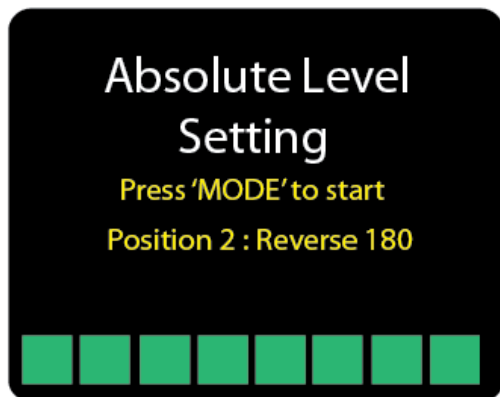 Absolute Level
Setting
Press ‘MODE’ to start
Position 2 : Reverse 180